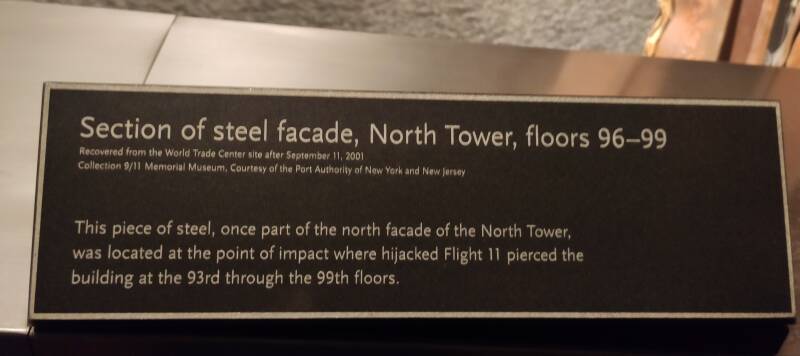 Section of steel facade, North Tower, floors 96–99
Recovered from the World Trade Center site after September 11, 2001
Collection 9/11 Memorial Museum, Courtesy of the Port Authority of New York and New Jersey
This piece of steel, once part of the north facade of the North Tower,
was located at the point of impact where hijacked Flight 11 pierced the
building at the 93rd through the 99th floors.